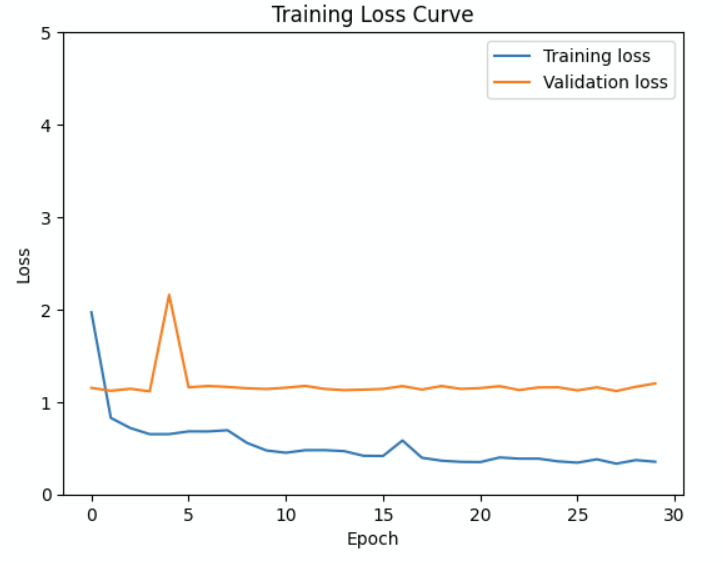 Training Loss Curve
5
Training loss
Validation loss
4
3
Loss
2
1
0
0 5 10 15 20 25 30
Epoch